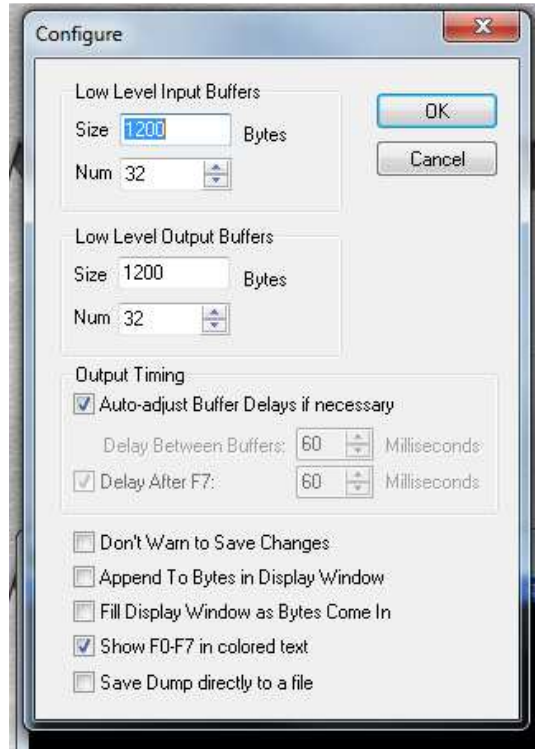 Configure
Low Level Input Buffers
OK
Size 1200 Bytes
Cancel
Num 32
Low Level Output Buffers
Size 1200 Bytes
Num 32
Output Timing
Auto-adjust Buffer Delays if necessary
Delay Between Buffers: 60 Milliseconds
Delay After F7: 60 Milliseconds
Don't Warn to Save Changes
Append To Bytes in Display Window
Fill Display Window as Bytes Come In
Show F0-F7 in colored text
Save Dump directly to a file